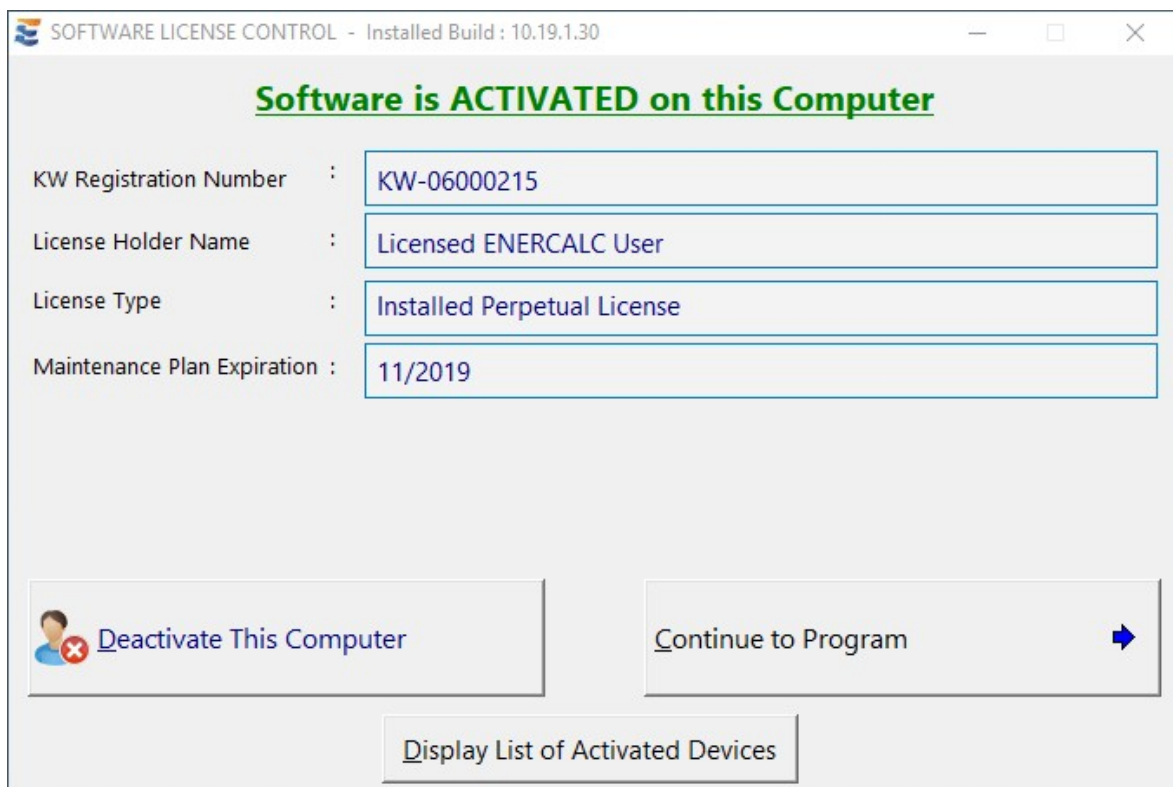 SOFTWARE LICENSE CONTROL - Installed Build : 10.19.1.30
Software is ACTIVATED on this Computer
KW Registration Number : KW-06000215
License Holder Name : Licensed ENERCALC User
License Type : Installed Perpetual License
Maintenance Plan Expiration : 11/2019
Deactivate This Computer
Continue to Program
Display List of Activated Devices